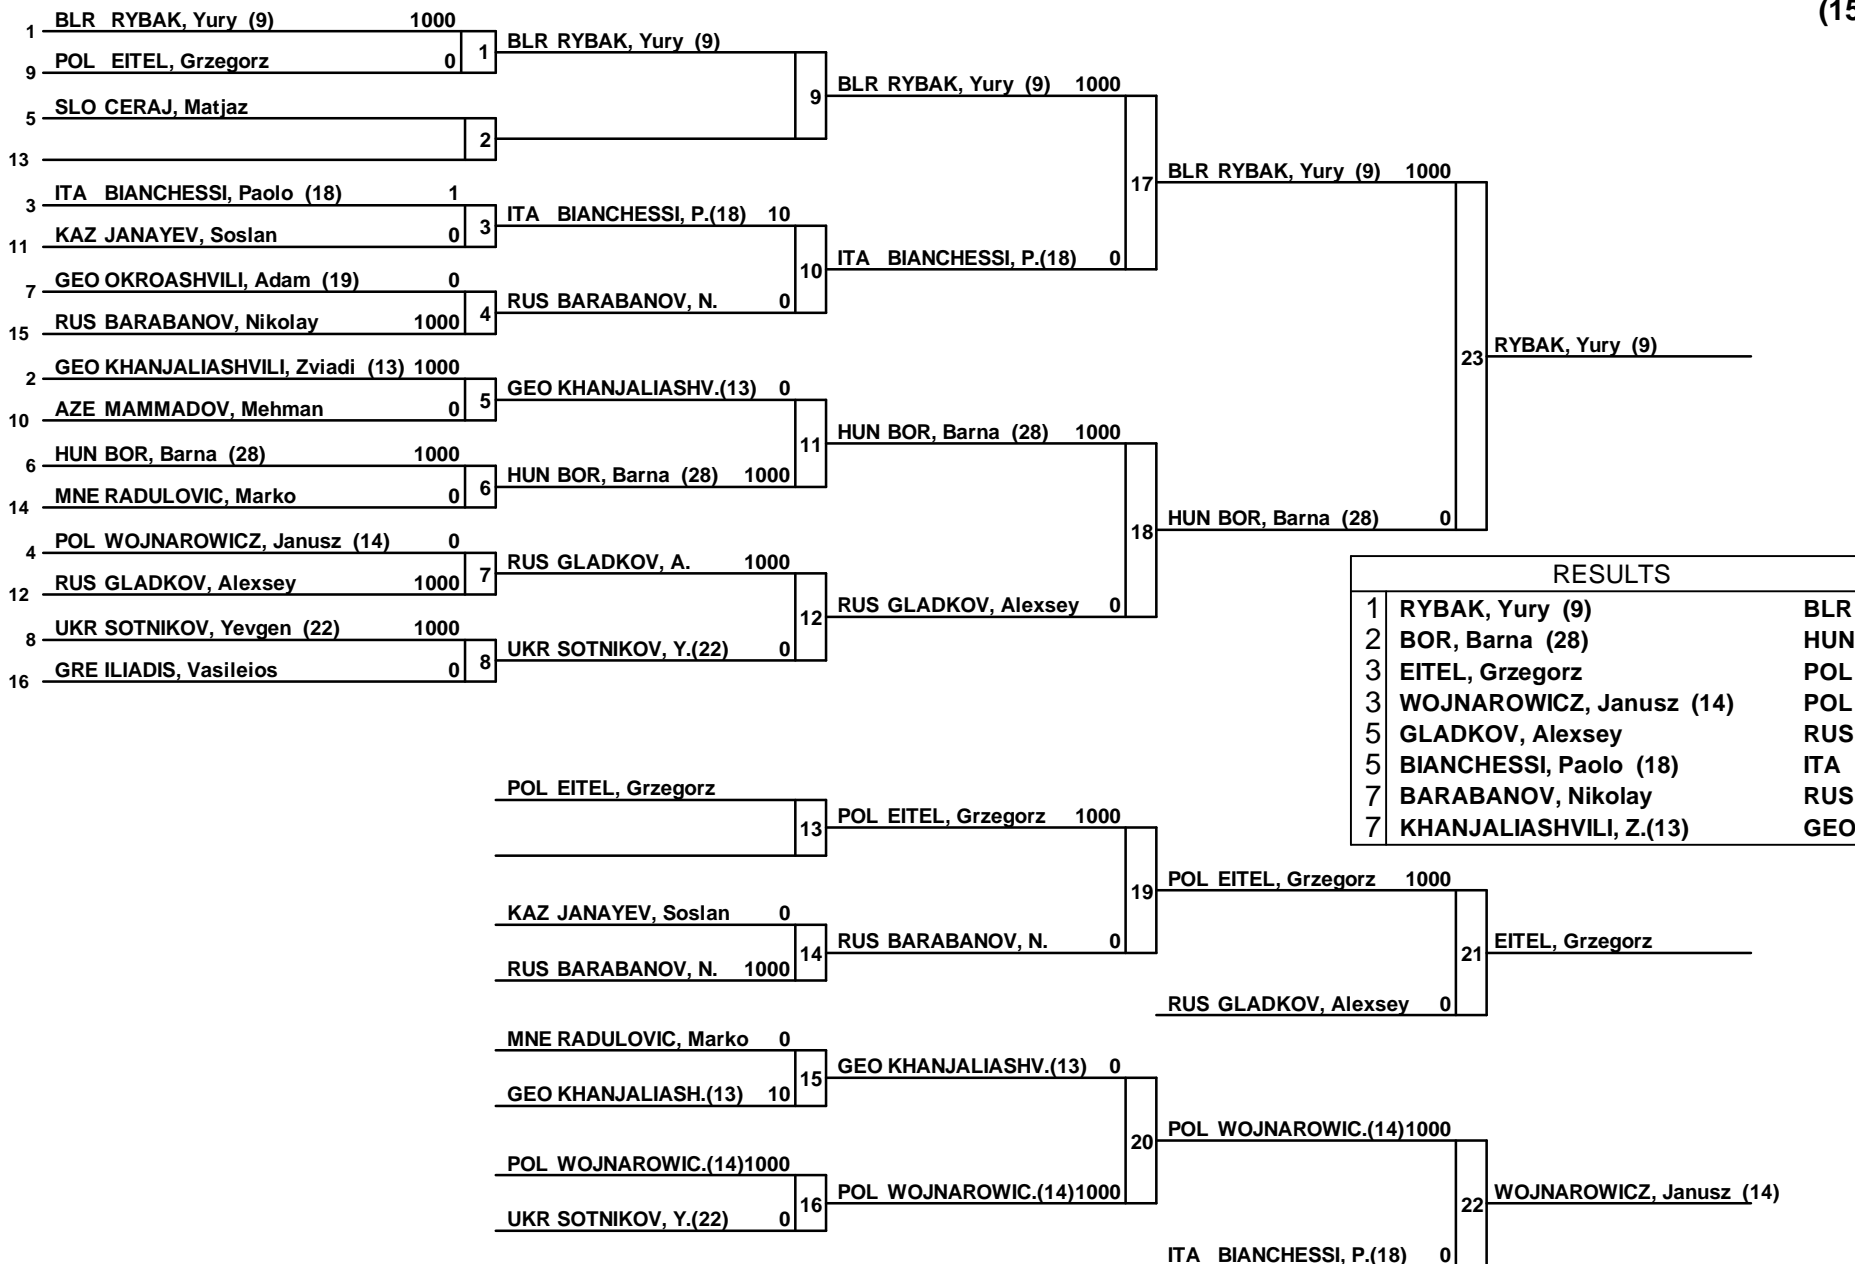 (15
1 BLR RYBAK, Yury (9) 1000
9 POL EITEL, Grzegorz 0
1
5 SLO CERAJ, Matjaz
13
2
3 ITA BIANCHESSI, Paolo (18) 1
11 KAZ JANAYEV, Soslan 0
3
7 GEO OKROASHVILI, Adam (19) 0
15 RUS BARABANOV, Nikolay 1000
4
2 GEO KHANJALIASHVILI, Zviadi (13) 1000
10 AZE MAMMADOV, Mehman 0
5
6 HUN BOR, Barna (28) 1000
14 MNE RADULOVIC, Marko 0
6
4 POL WOJNAROWICZ, Janusz (14) 0
12 RUS GLADKOV, Alexsey 1000
7
8 UKR SOTNIKOV, Yevgen (22) 1000
16 GRE ILIADIS, Vasileios 0
8
BLR RYBAK, Yury (9)
9
ITA BIANCHESSI, P.(18) 10
RUS BARABANOV, N. 0
10
GEO KHANJALIASHV.(13) 0
HUN BOR, Barna (28) 1000
11
RUS GLADKOV, A. 1000
UKR SOTNIKOV, Y.(22) 0
12
BLR RYBAK, Yury (9) 1000
ITA BIANCHESSI, P.(18) 0
17
HUN BOR, Barna (28) 1000
RUS GLADKOV, Alexsey 0
18
BLR RYBAK, Yury (9) 1000
HUN BOR, Barna (28) 0
23
RYBAK, Yury (9)
RESULTS
1 RYBAK, Yury (9) BLR
2 BOR, Barna (28) HUN
3 EITEL, Grzegorz POL
3 WOJNAROWICZ, Janusz (14) POL
5 GLADKOV, Alexsey RUS
5 BIANCHESSI, Paolo (18) ITA
7 BARABANOV, Nikolay RUS
7 KHANJALIASHVILI, Z.(13) GEO
POL EITEL, Grzegorz
13
KAZ JANAYEV, Soslan 0
RUS BARABANOV, N. 1000
14
MNE RADULOVIC, Marko 0
GEO KHANJALIASH.(13) 10
15
POL WOJNAROWIC.(14)1000
UKR SOTNIKOV, Y.(22) 0
16
POL EITEL, Grzegorz 1000
RUS BARABANOV, N. 0
19
GEO KHANJALIASHV.(13) 0
POL WOJNAROWIC.(14)1000
20
POL EITEL, Grzegorz 1000
RUS GLADKOV, Alexsey 0
21
EITEL, Grzegorz
POL WOJNAROWIC.(14)1000
ITA BIANCHESSI, P.(18) 0
22
WOJNAROWICZ, Janusz (14)